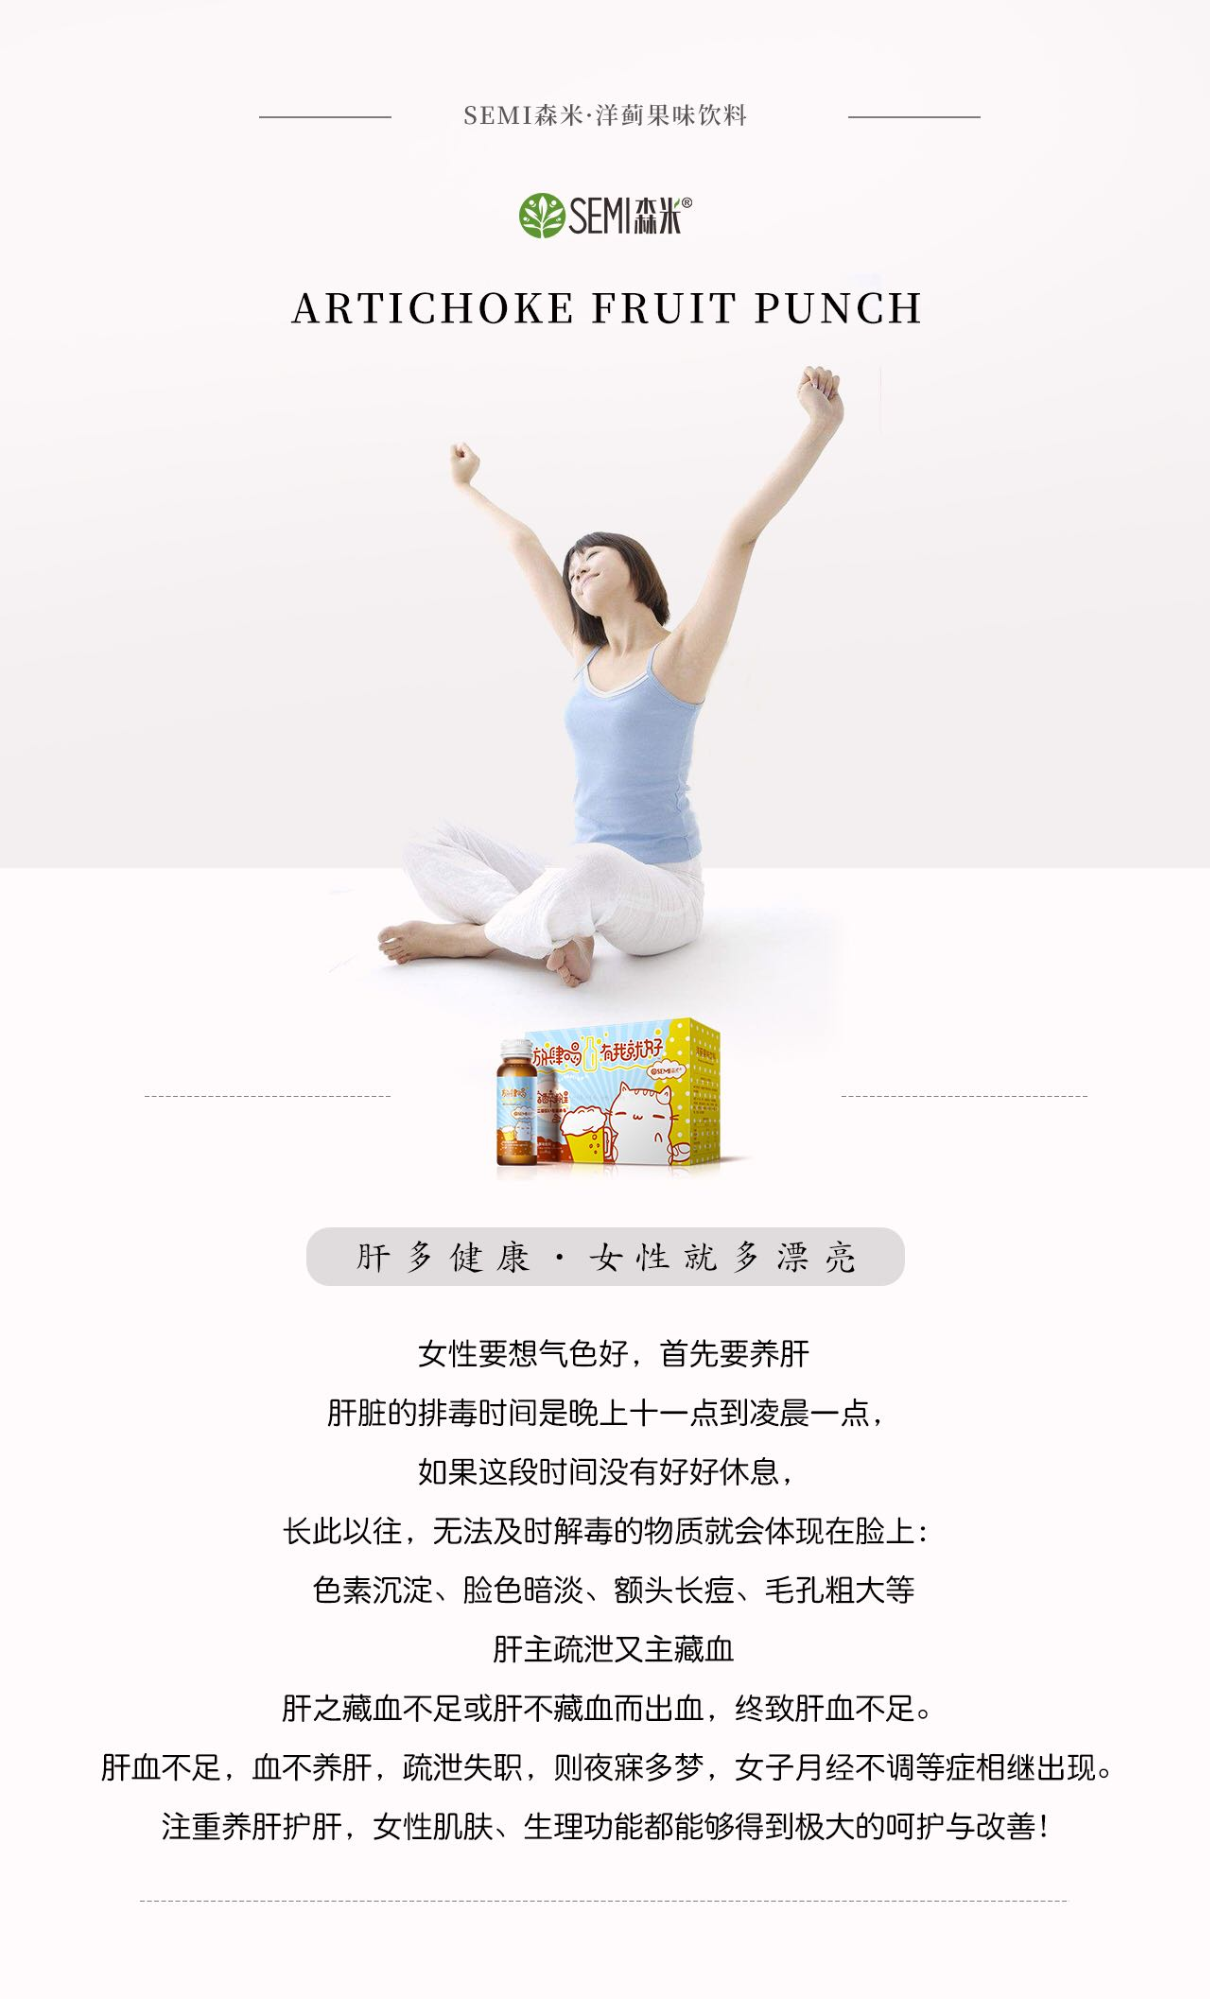 SEMI森米·洋蓟果味饮料
SEMI森米®
ARTICHOKE FRUIT PUNCH
放肆喝 有我就好
SEMI森米
肝多健康·女性就多漂亮
女性要想气色好，首先要养肝
肝脏的排毒时间是晚上十一点到凌晨一点，
如果这段时间没有好好休息，
长此以往，无法及时解毒的物质就会体现在脸上：
色素沉淀、脸色暗淡、额头长痘、毛孔粗大等
肝主疏泄又主藏血
肝之藏血不足或肝不藏血而出血，终致肝血不足。
肝血不足，血不养肝，疏泄失职，则夜寐多梦，女子月经不调等症相继出现。
注重养肝护肝，女性肌肤、生理功能都能够得到极大的呵护与改善！